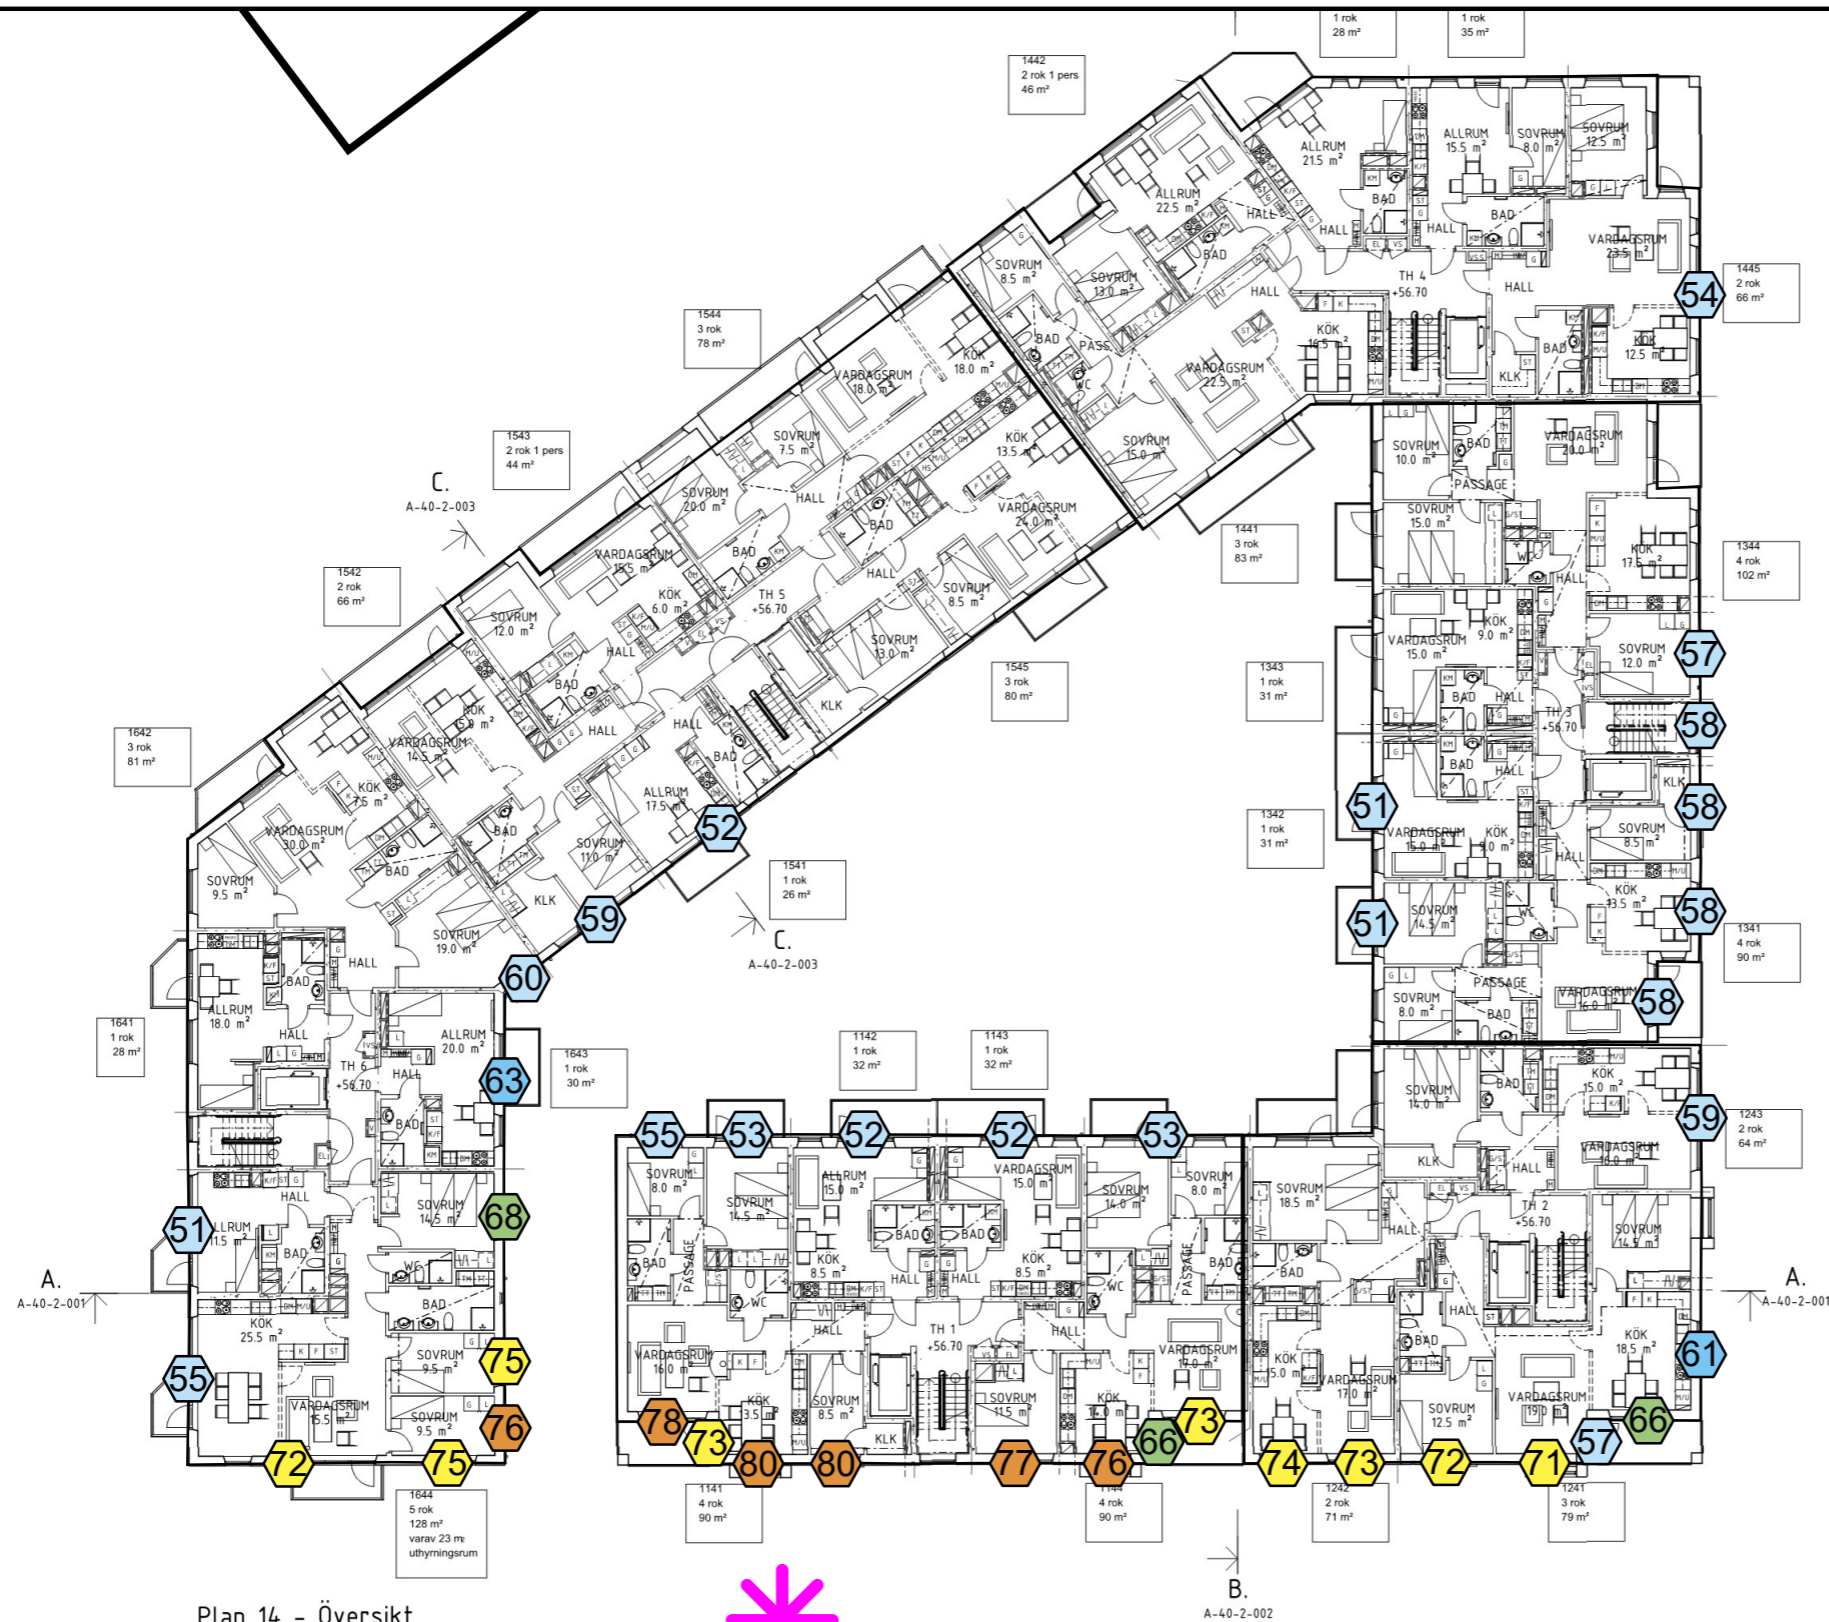 1 rok
28 m²
1 rok
35 m²
1442
2 rok 1 pers
46 m²
ALLRUM
21.5 m²
ALLRUM
15.5 m²
SOVRUM
8.0 m²
SOVRUM
12.5 m²
ALLRUM
22.5 m²
HALL
BAD
HALL
BAD
HALL
BAD
VARDAGSRUM
23.5 m²
SOVRUM
8.5 m²
SOVRUM
13.0 m²
HALL
TH 4
+56.70
HALL
54
1445
2 rok
66 m²
1544
3 rok
78 m²
BAD
PASS.
WC
VARDAGSRUM
22.5 m²
KÖK
16.5 m²
KLK
BAD
KÖK
12.5 m²
KÖK
18.0 m²
VARDAGSRUM
18.0 m²
SOVRUM
15.0 m²
1543
2 rok 1 pers
44 m²
SOVRUM
7.5 m²
KÖK
13.5 m²
SOVRUM
10.0 m²
BAD
VARDAGSRUM
20.0 m²
C.
A-40-2-003
SOVRUM
20.0 m²
HALL
BAD
VARDAGSRUM
24.0 m²
PASSAGE
SOVRUM
15.0 m²
WC
KÖK
17.5 m²
1441
3 rok
83 m²
1344
4 rok
102 m²
1542
2 rok
66 m²
VARDAGSRUM
15.5 m²
BAD
HALL
KÖK
6.0 m²
TH 5
+56.70
SOVRUM
8.5 m²
HALL
SOVRUM
12.0 m²
HALL
BAD
SOVRUM
13.0 m²
VARDAGSRUM
15.0 m²
KÖK
9.0 m²
SOVRUM
12.0 m²
57
1545
3 rok
80 m²
1343
1 rok
31 m²
BAD
HALL
TH 3
+56.70
58
1642
3 rok
81 m²
KÖK
15.0 m²
VARDAGSRUM
14.5 m²
HALL
HALL
KLK
BAD
BAD
HALL
KLK
KÖK
7.5 m²
ALLRUM
17.5 m²
52
51
58
VARDAGSRUM
30.0 m²
BAD
SOVRUM
11.0 m²
1342
1 rok
31 m²
VARDAGSRUM
15.0 m²
KÖK
9.0 m²
SOVRUM
8.5 m²
HALL
SOVRUM
9.5 m²
BAD
KLK
1541
1 rok
26 m²
59
SOVRUM
19.0 m²
C.
A-40-2-003
51
SOVRUM
14.5 m²
WC
KÖK
13.5 m²
58
1341
4 rok
90 m²
HALL
60
BAD
ALLRUM
18.0 m²
HALL
SOVRUM
8.0 m²
PASSAGE
BAD
VARDAGSRUM
16.0 m²
58
1641
1 rok
28 m²
ALLRUM
20.0 m²
TH 6
+56.70
HALL
63
1643
1 rok
30 m²
1142
1 rok
32 m²
1143
1 rok
32 m²
SOVRUM
14.0 m²
BAD
KÖK
15.0 m²
59
1243
2 rok
64 m²
BAD
55
53
52
52
53
KLK
HALL
VARDAGSRUM
16.0 m²
HALL
SOVRUM
14.5 m²
68
SOVRUM
8.0 m²
SOVRUM
14.5 m²
ALLRUM
15.0 m²
VARDAGSRUM
15.0 m²
SOVRUM
14.0 m²
SOVRUM
8.0 m²
SOVRUM
18.5 m²
TH 2
+56.70
51
ALLRUM
11.5 m²
BAD
WC
BAD
BAD
PASSAGE
WC
BAD
BAD
KÖK
8.5 m²
HALL
HALL
KÖK
8.5 m²
WC
PASSAGE
BAD
HALL
BAD
SOVRUM
14.5 m²
A.
A-40-2-001
A.
A-40-2-001
KÖK
25.5 m²
55
SOVRUM
9.5 m²
75
VARDAGSRUM
16.0 m²
HALL
TH 1
+56.70
HALL
VARDAGSRUM
17.0 m²
KÖK
15.0 m²
VARDAGSRUM
17.0 m²
HALL
BAD
KÖK
18.5 m²
61
VARDAGSRUM
15.5 m²
SOVRUM
9.5 m²
76
72
75
78
73
KÖK
80
SOVRUM
8.5 m²
80
KLK
SOVRUM
11.5 m²
77
KÖK
14.0 m²
76
66
73
74
73
SOVRUM
12.5 m²
72
VARDAGSRUM
19.0 m²
71
57
66
1644
5 rok
128 m²
varav 23 m²
uthyrningsrum
1141
4 rok
90 m²
1144
4 rok
90 m²
1242
2 rok
71 m²
1241
3 rok
79 m²
B.
A-40-2-002
Plan 14 - Översikt